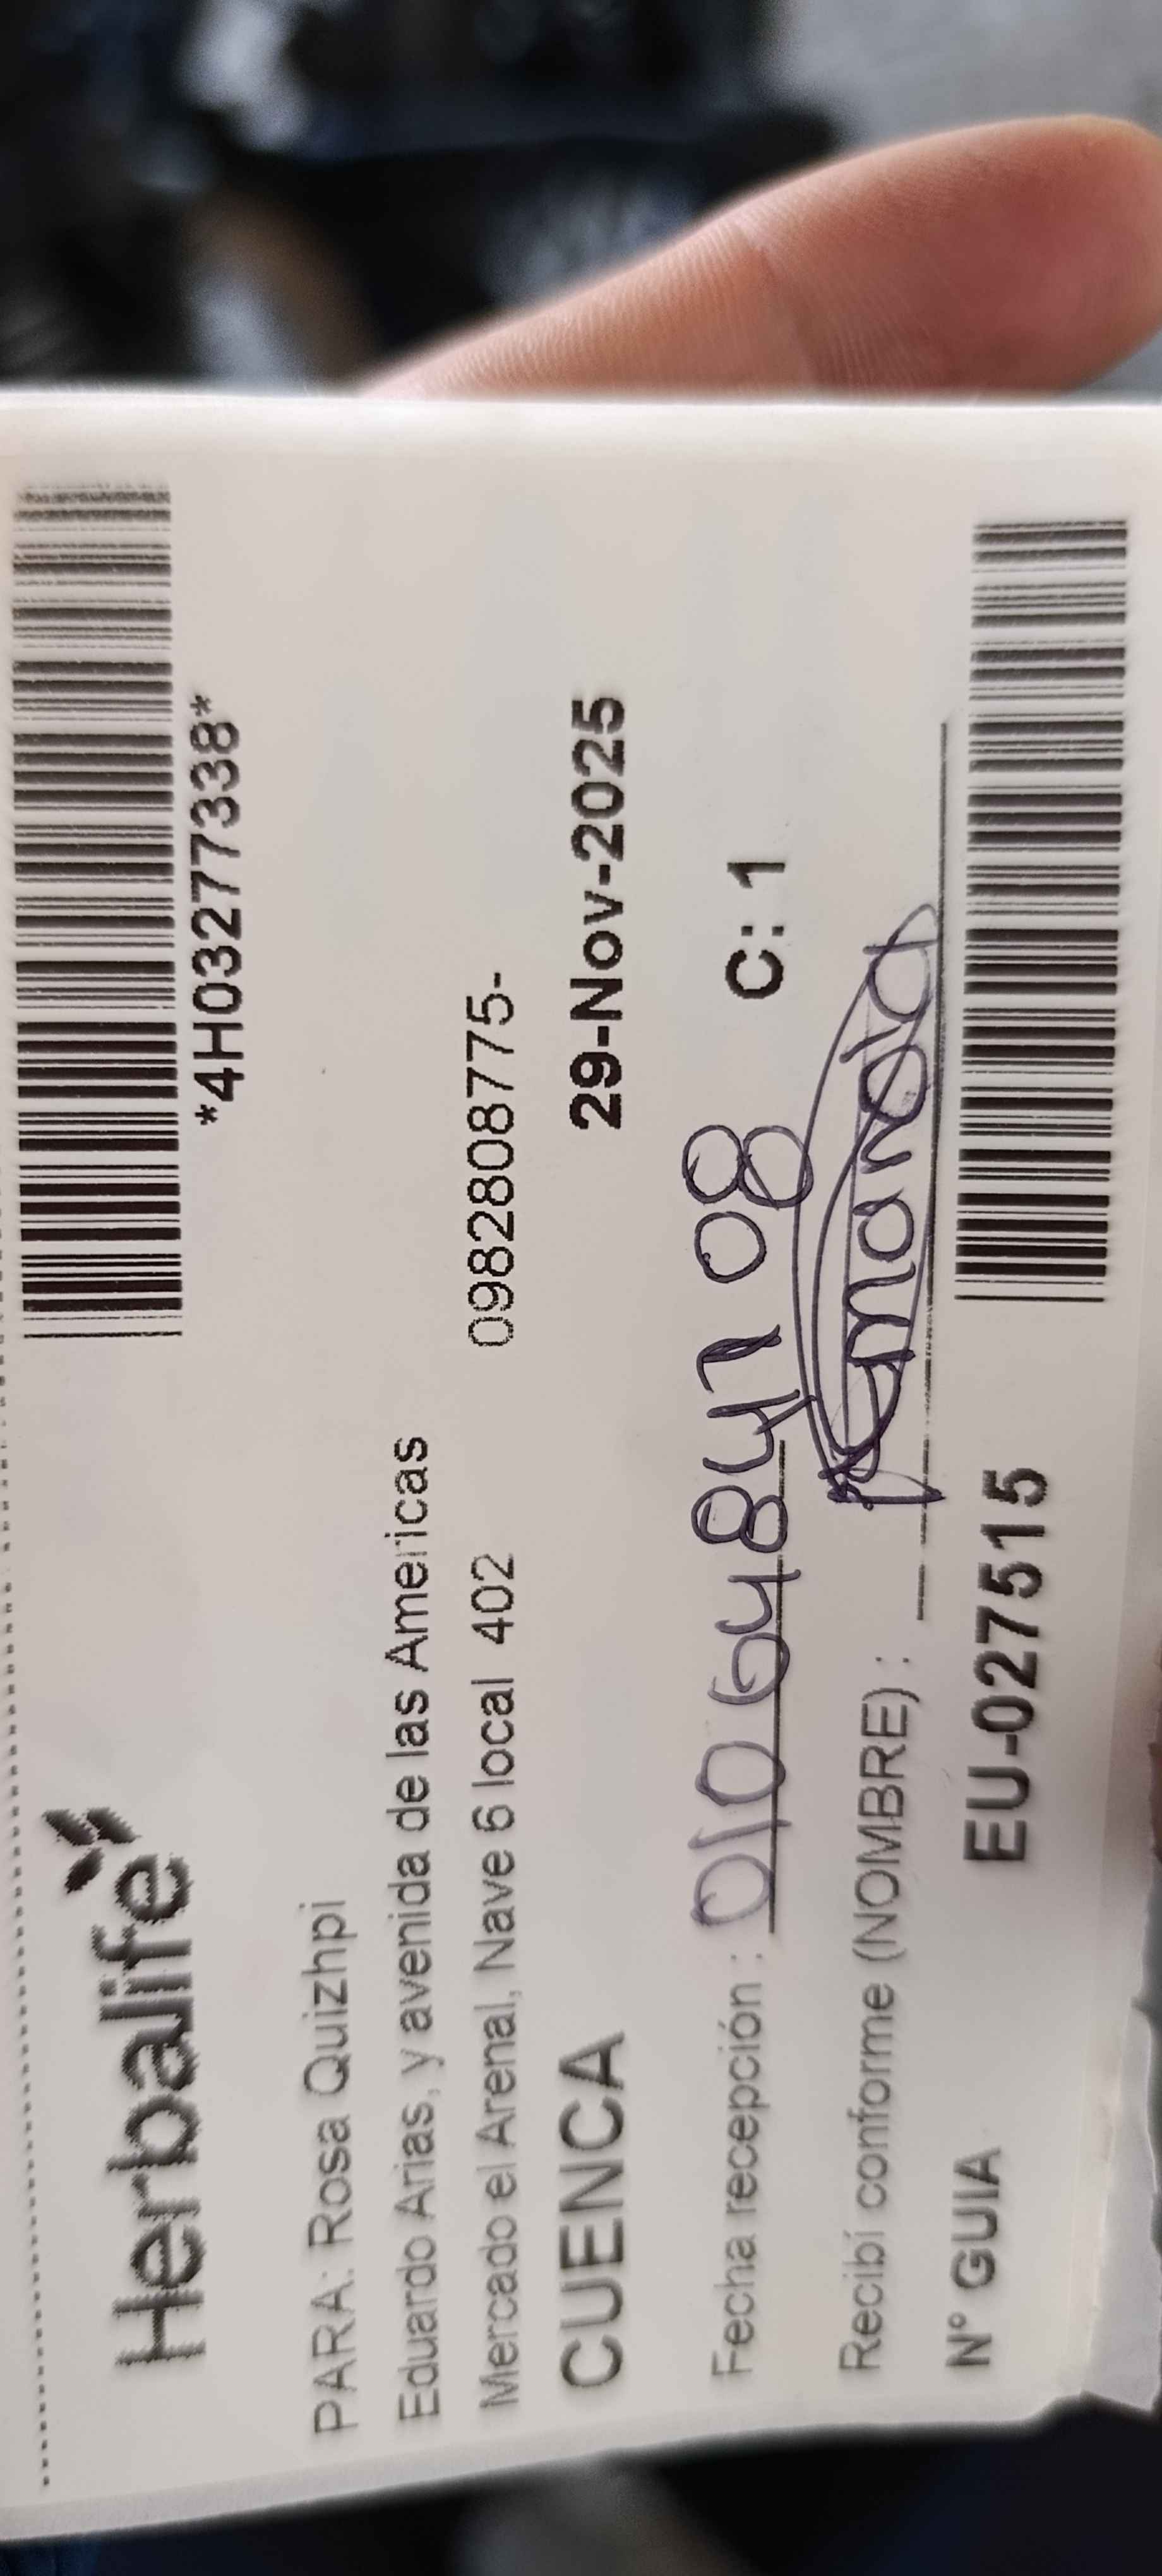 Herbalife
*4H03277338*
PARA: Rosa Quizhpi
Eduardo Arias, y avenida de las Americas
Mercado el Arenal, Nave 6 local 402 0982808775-
CUENCA 29-Nov-2025
Fecha recepción : C: 1
Recibí conforme (NOMBRE) :
N° GUIA EU-027515